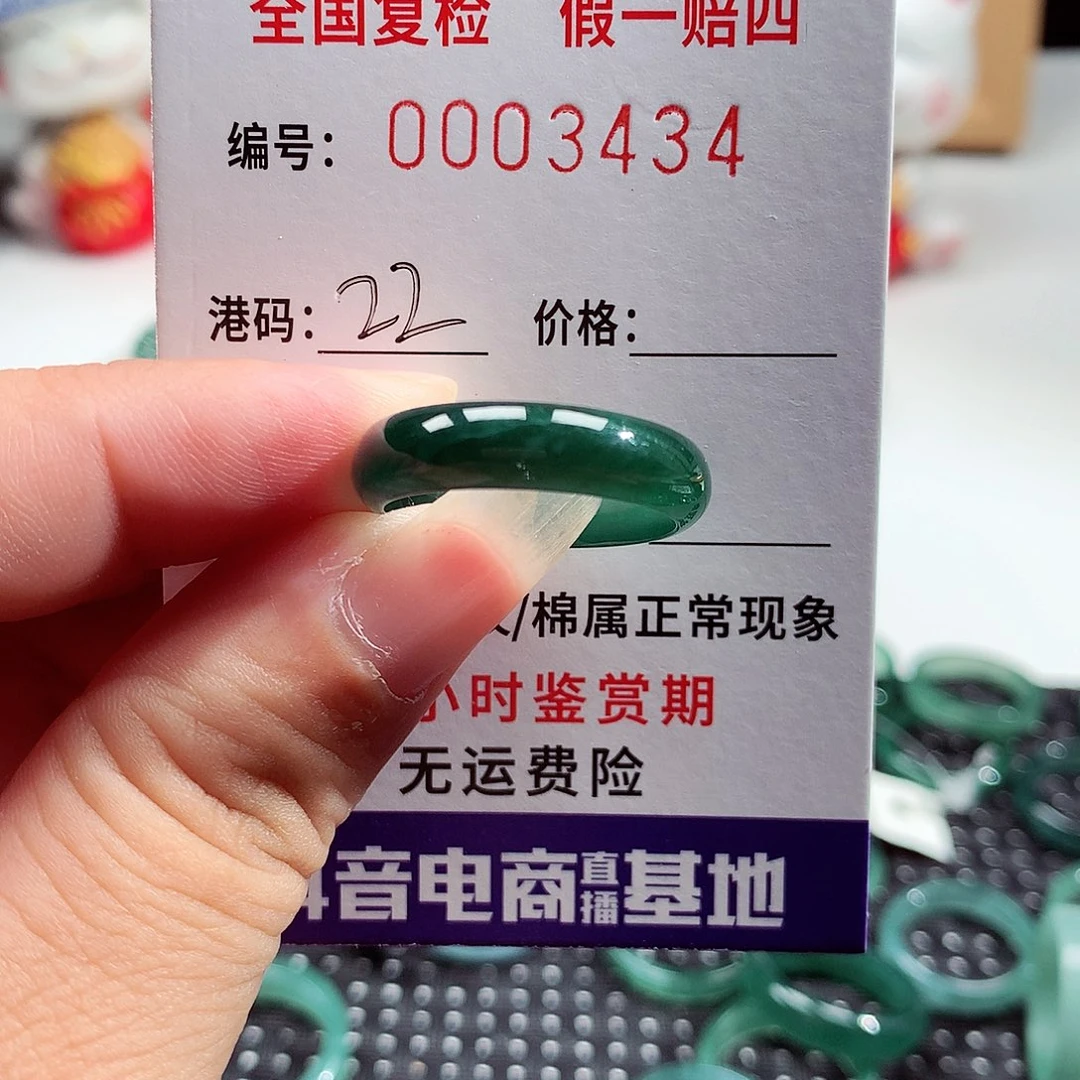 全国复检 假一赔四
编号： 0003434
港码：22 价格：
/棉属正常现象
小时鉴赏期
无运费险
音电商直播基地